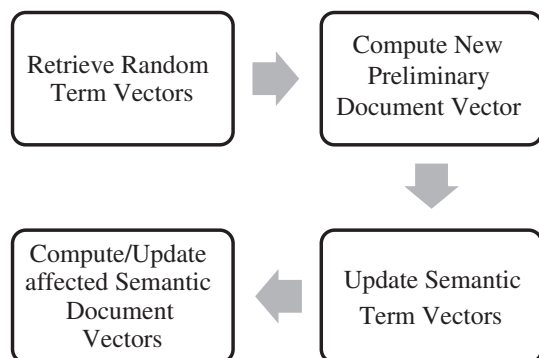 Retrieve Random
Term Vectors
Compute New
Preliminary
Document Vector
Update Semantic
Term Vectors
Compute/Update
affected Semantic
Document
Vectors